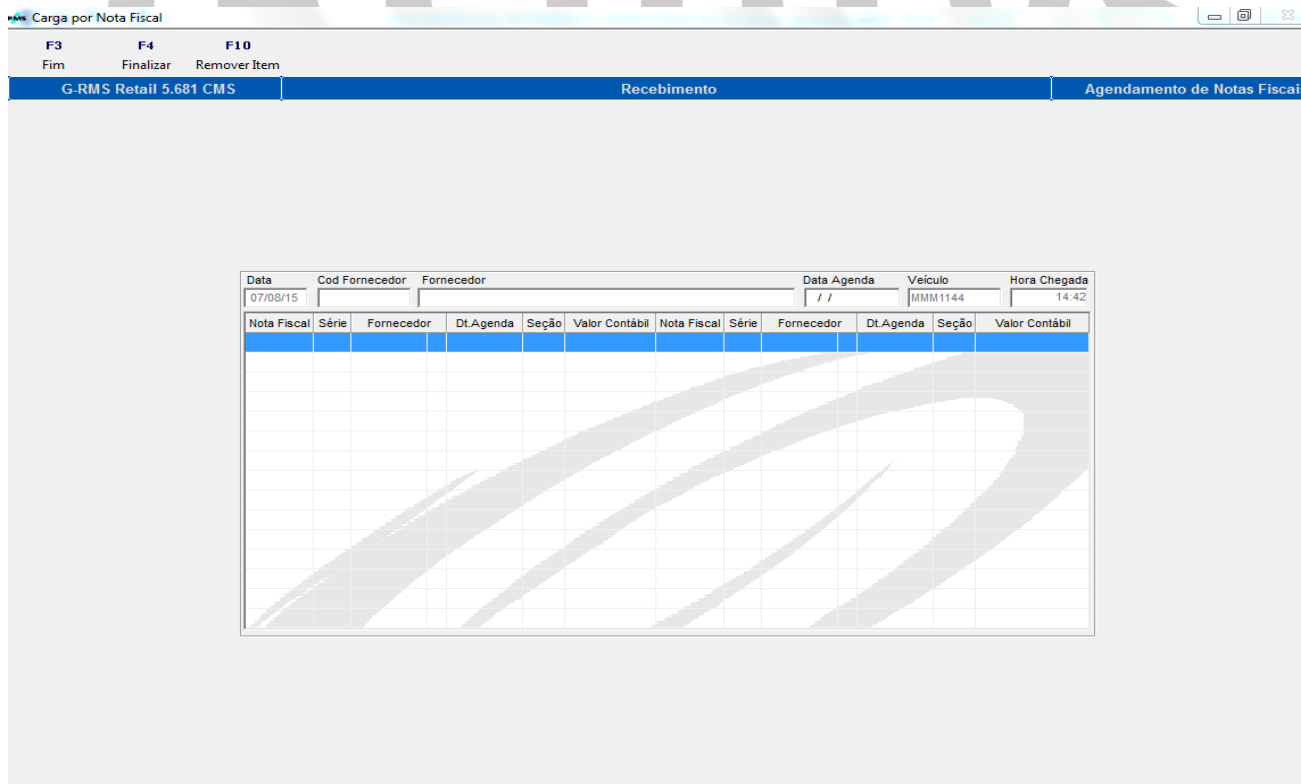 RMS Carga por Nota Fiscal
F3 F4 F10
Fim Finalizar Remover Item
G-RMS Retail 5.681 CMS Recebimento Agendamento de Notas Fiscai
Data Cod Fornecedor Fornecedor Data Agenda Veículo Hora Chegada
07/08/15 / / MMM1144 14:42
Nota Fiscal Série Fornecedor Dt.Agenda Seção Valor Contábil Nota Fiscal Série Fornecedor Dt.Agenda Seção Valor Contábil